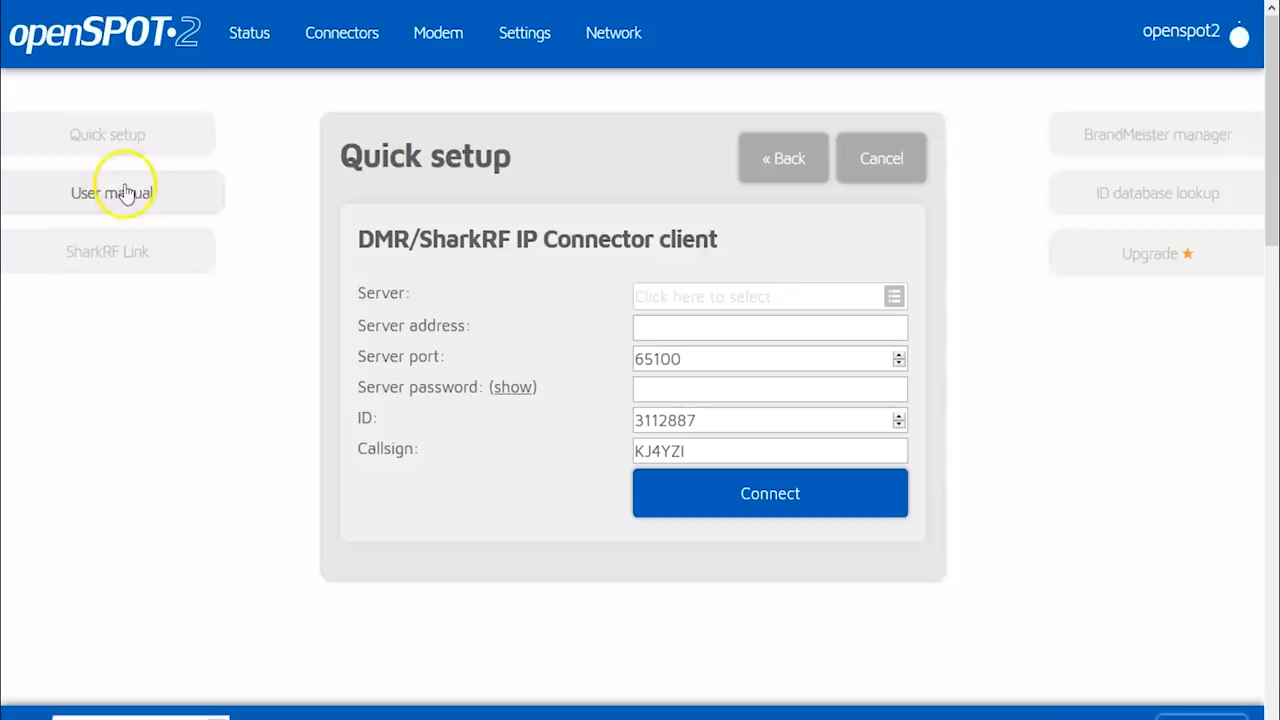 openSPOT•2
Status
Connectors
Modem
Settings
Network
openspot2
Quick setup
User manual
SharkRF Link
Quick setup
« Back
Cancel
DMR/SharkRF IP Connector client
Server:
Click here to select
Server address:
Server port:
65100
Server password: (show)
ID:
3112887
Callsign:
KJ4YZI
Connect
BrandMeister manager
ID database lookup
Upgrade ★